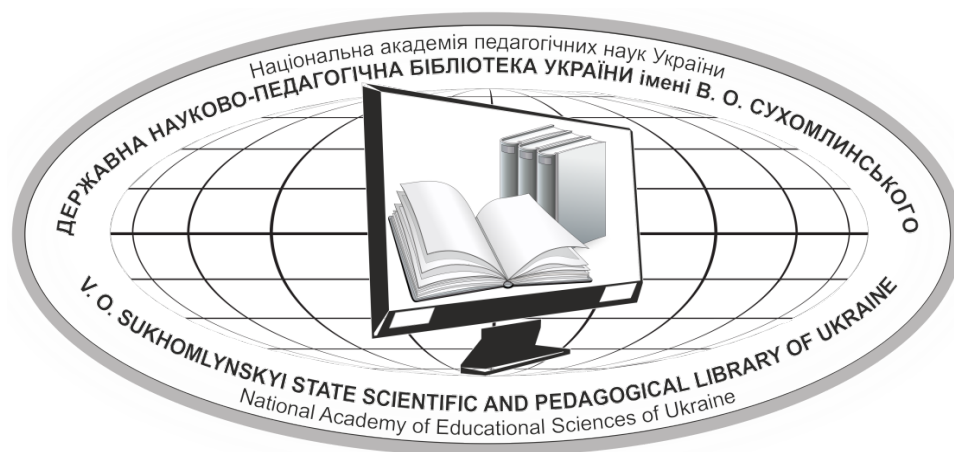 Національна академія педагогічних наук України
ДЕРЖАВНА НАУКОВО-ПЕДАГОГІЧНА БІБЛІОТЕКА УКРАЇНИ імені В. О. СУХОМЛИНСЬКОГО
V. O. SUKHOMLYNSKYI STATE SCIENTIFIC AND PEDAGOGICAL LIBRARY OF UKRAINE
National Academy of Educational Sciences of Ukraine